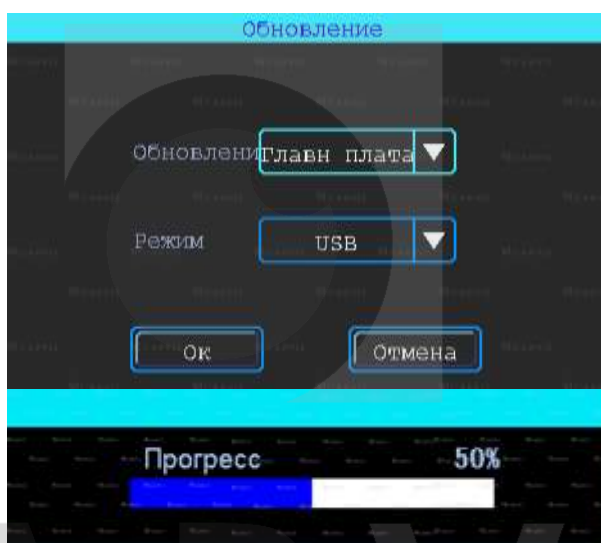 Обновление
Обновлени Главн плата
Режим USB
Ок Отмена
Прогресс 50%